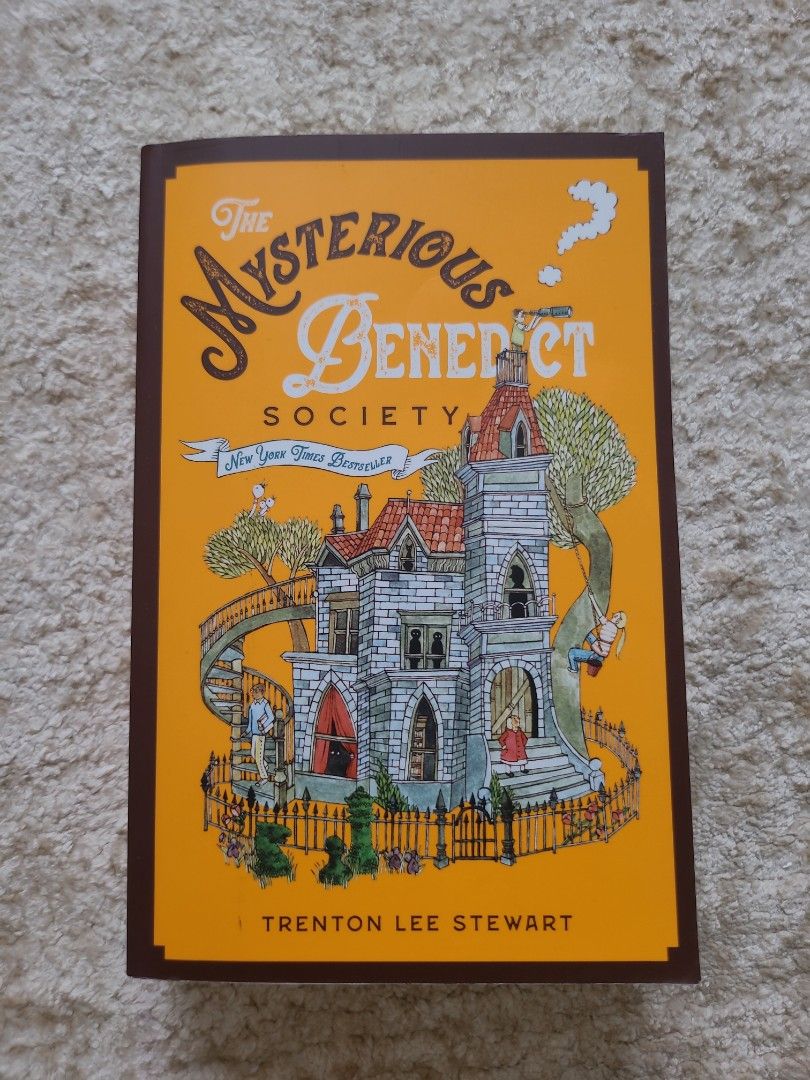 THE
MYSTERIOUS
BENEDICT
SOCIETY
NEW YORK TIMES BESTSELLER
TRENTON LEE STEWART